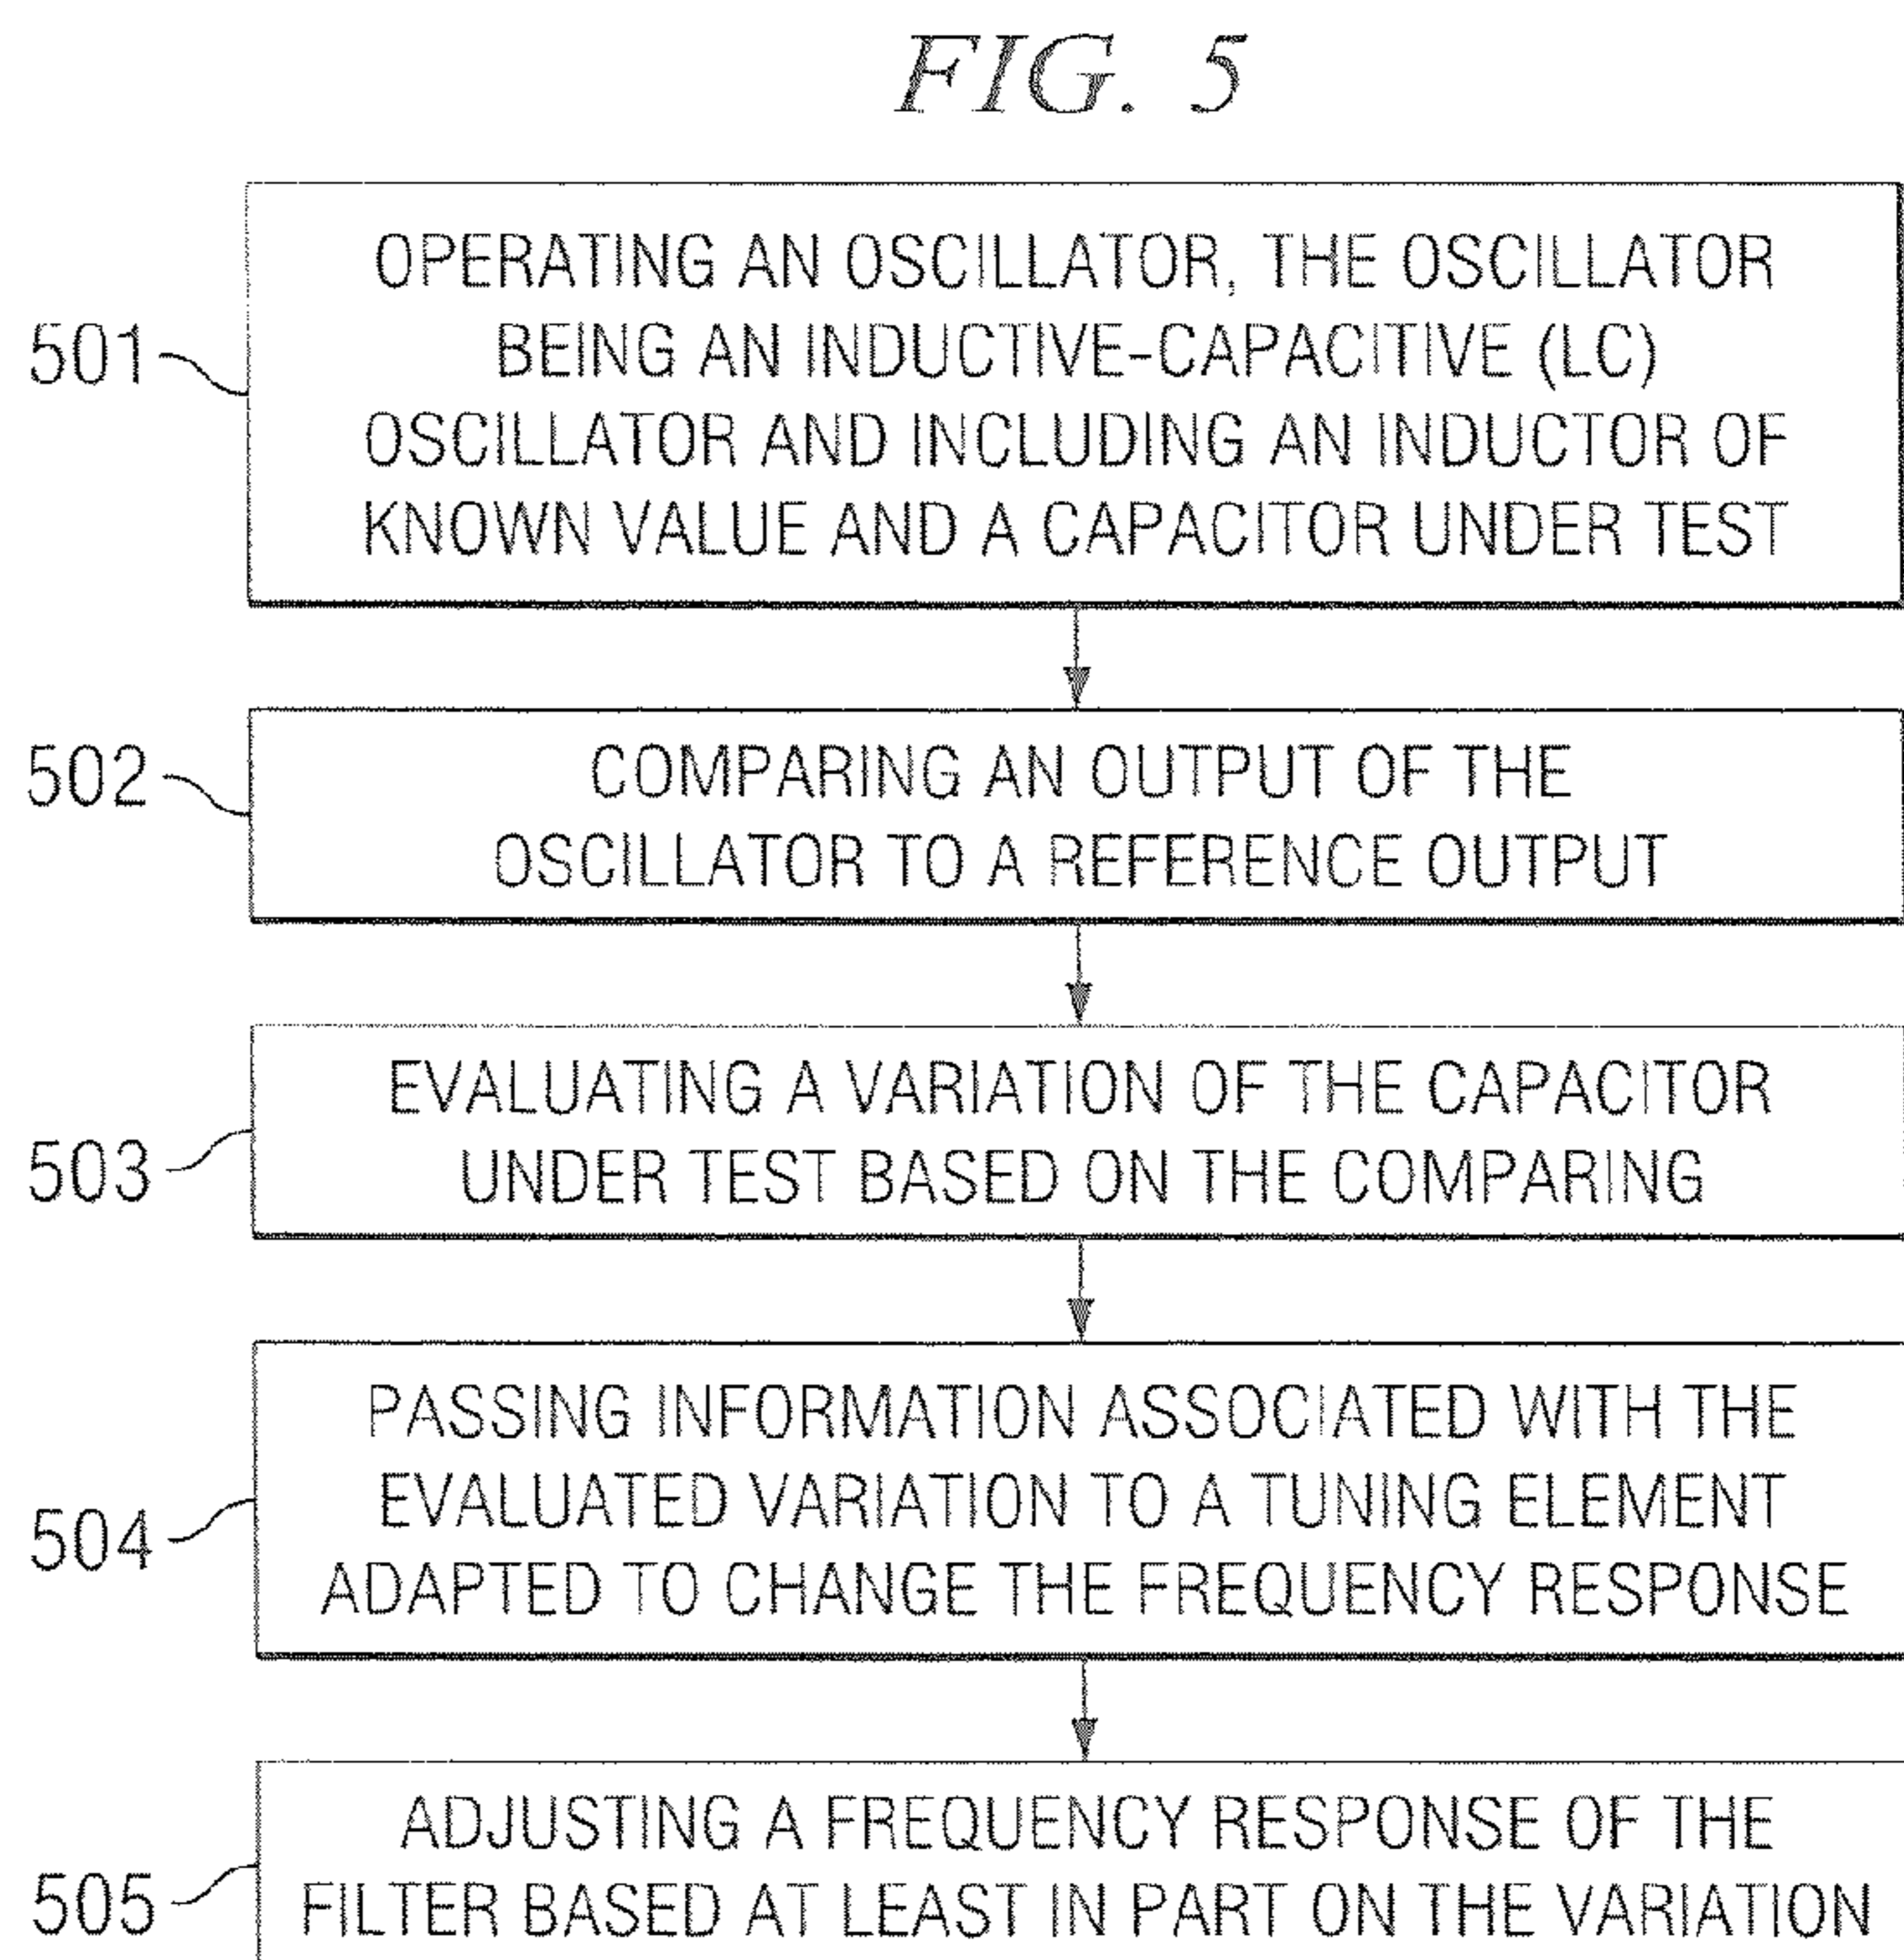 FIG. 5
501
OPERATING AN OSCILLATOR, THE OSCILLATOR
BEING AN INDUCTIVE-CAPACITIVE (LC)
OSCILLATOR AND INCLUDING AN INDUCTOR OF
KNOWN VALUE AND A CAPACITOR UNDER TEST
502
COMPARING AN OUTPUT OF THE
OSCILLATOR TO A REFERENCE OUTPUT
503
EVALUATING A VARIATION OF THE CAPACITOR
UNDER TEST BASED ON THE COMPARING
504
PASSING INFORMATION ASSOCIATED WITH THE
EVALUATED VARIATION TO A TUNING ELEMENT
ADAPTED TO CHANGE THE FREQUENCY RESPONSE
505
ADJUSTING A FREQUENCY RESPONSE OF THE
FILTER BASED AT LEAST IN PART ON THE VARIATION